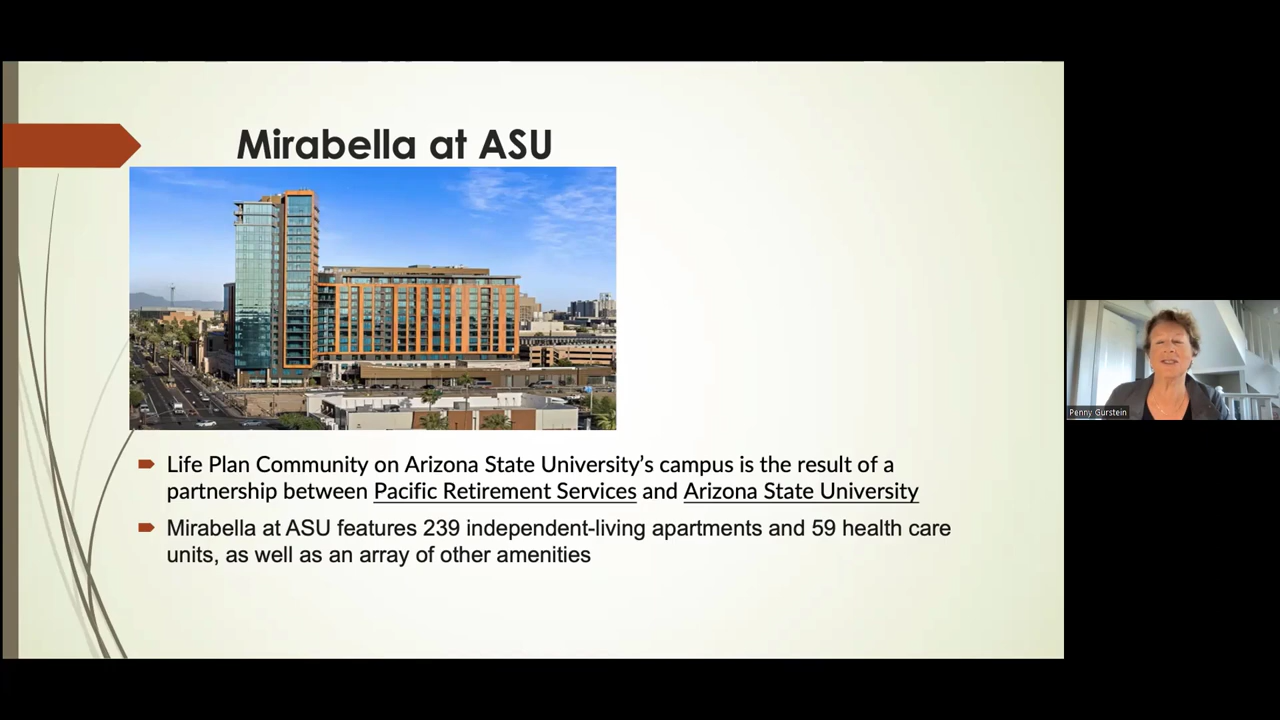 Mirabella at ASU
Life Plan Community on Arizona State University’s campus is the result of a
partnership between Pacific Retirement Services and Arizona State University
Mirabella at ASU features 239 independent-living apartments and 59 health care
units, as well as an array of other amenities
Penny Gurstein